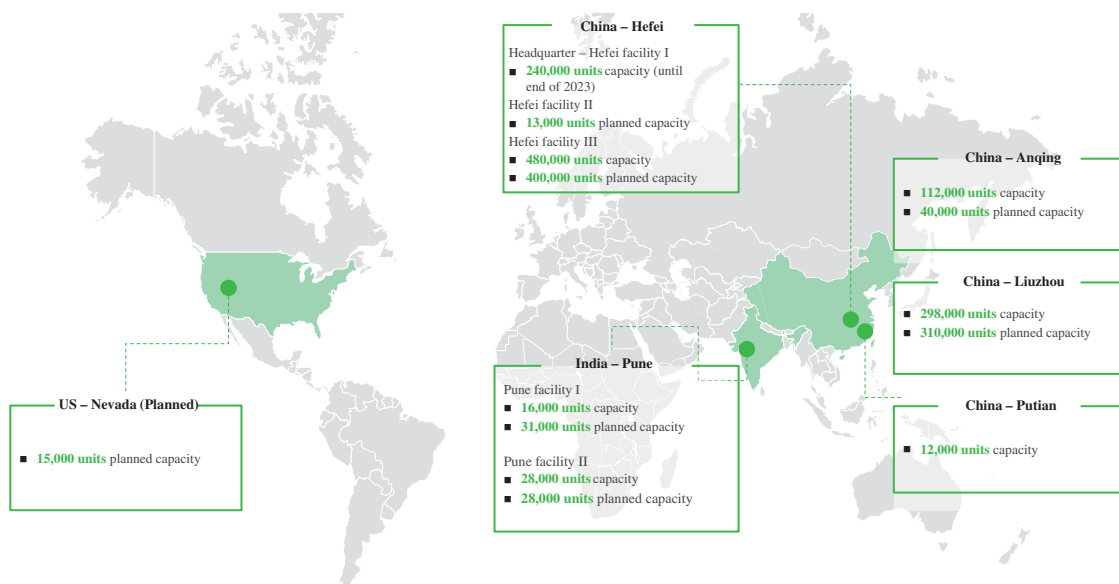 China – Hefei
Headquarter – Hefei facility I
■ 240,000 units capacity (until
end of 2023)
Hefei facility II
■ 13,000 units planned capacity
Hefei facility III
■ 480,000 units capacity
■ 400,000 units planned capacity
China – Anqing
■ 112,000 units capacity
■ 40,000 units planned capacity
China – Liuzhou
■ 298,000 units capacity
■ 310,000 units planned capacity
India – Pune
Pune facility I
■ 16,000 units capacity
■ 31,000 units planned capacity
Pune facility II
■ 28,000 units capacity
■ 28,000 units planned capacity
US – Nevada (Planned)
■ 15,000 units planned capacity
China – Putian
■ 12,000 units capacity